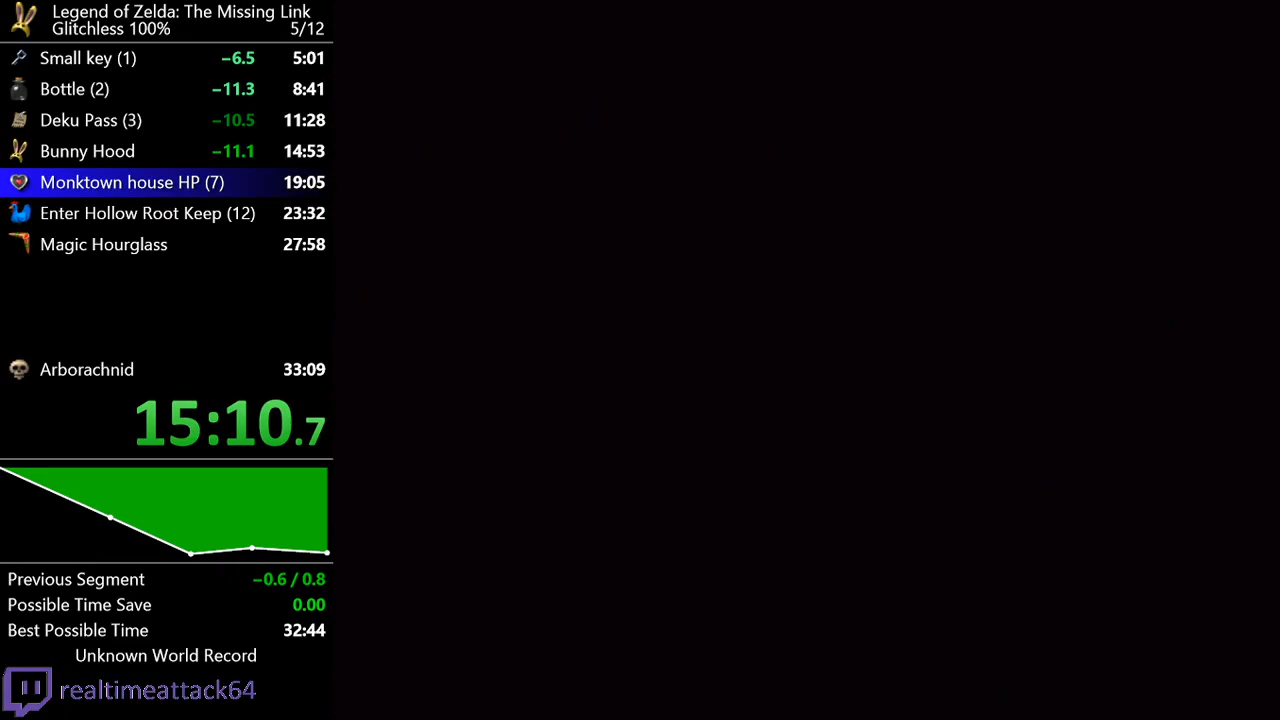 Legend of Zelda: The Missing Link
Glitchless 100% 5/12
Small key (1) −6.5 5:01
Bottle (2) −11.3 8:41
Deku Pass (3) −10.5 11:28
Bunny Hood −11.1 14:53
Monktown house HP (7) 19:05
Enter Hollow Root Keep (12) 23:32
Magic Hourglass 27:58
Arborachnid 33:09
15:10.7
Previous Segment −0.6 / 0.8
Possible Time Save 0.00
Best Possible Time 32:44
Unknown World Record
realtimeattack64